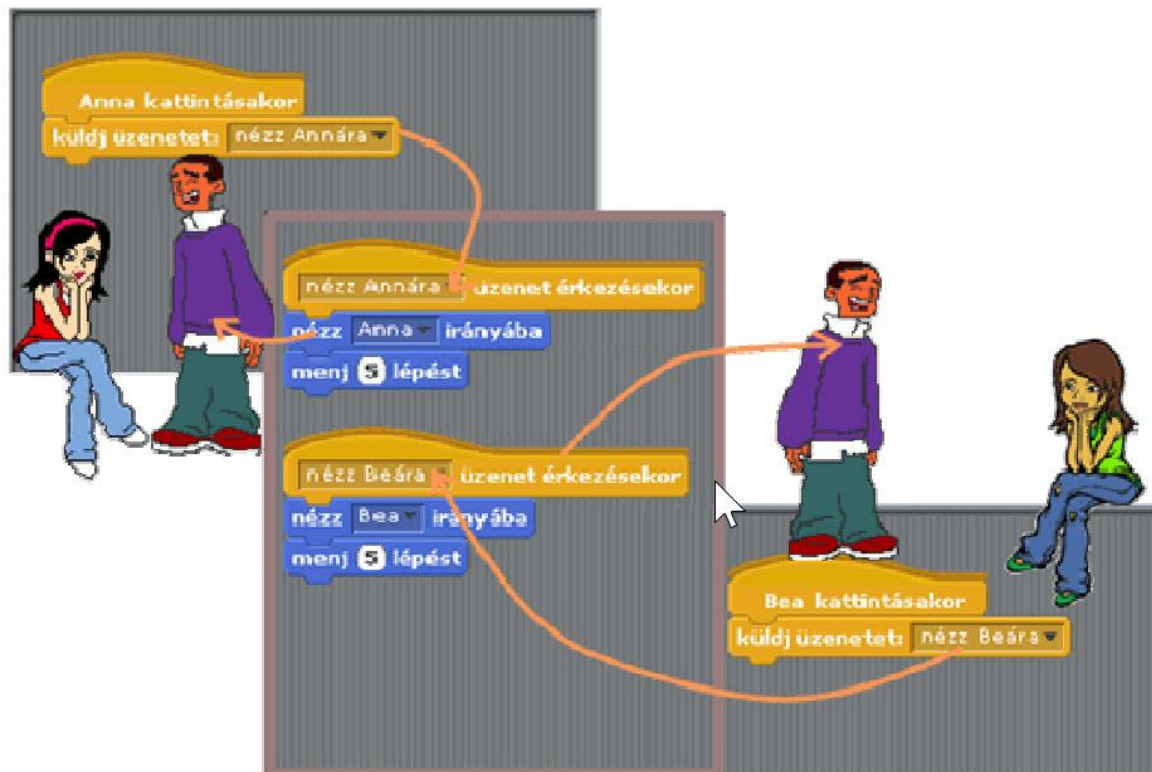 Anna kattintásakor
küldj üzenetet: nézz Annára
nézz Annára üzenet érkezésekor
nézz Anna irányába
menj 5 lépést
nézz Beára üzenet érkezésekor
nézz Bea irányába
menj 5 lépést
Bea kattintásakor
küldj üzenetet: nézz Beára